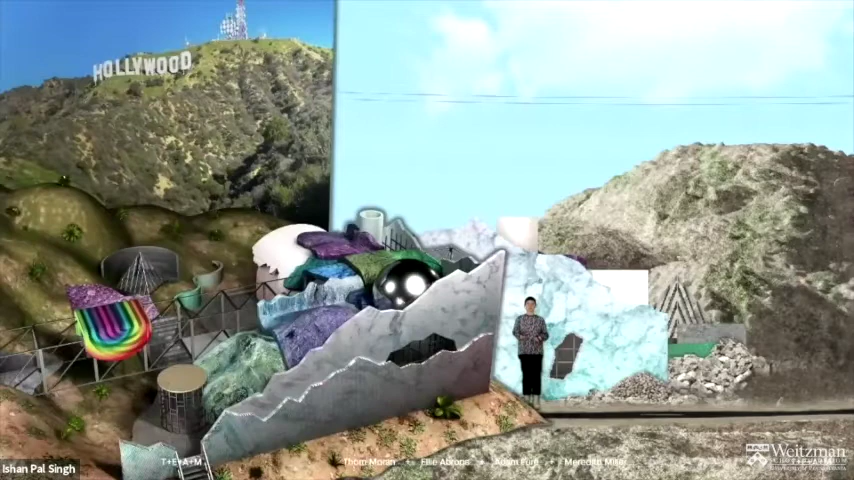 HOLLYWOOD
Ishan Pal Singh
T+E+A+M
Thom Moran + Ellie Abrons + Adam Fure + Meredith Miller
Weitzman